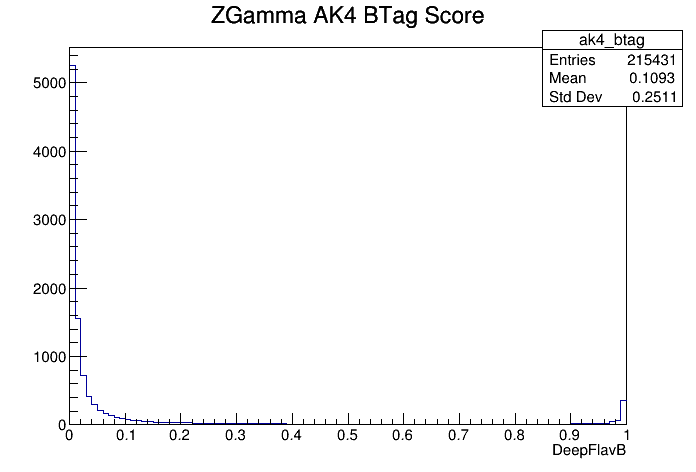 ZGamma AK4 BTag Score
ak4_btag
Entries 215431
Mean 0.1093
Std Dev 0.2511
5000
4000
3000
2000
1000
0
0 0.1 0.2 0.3 0.4 0.5 0.6 0.7 0.8 0.9 1
DeepFlavB